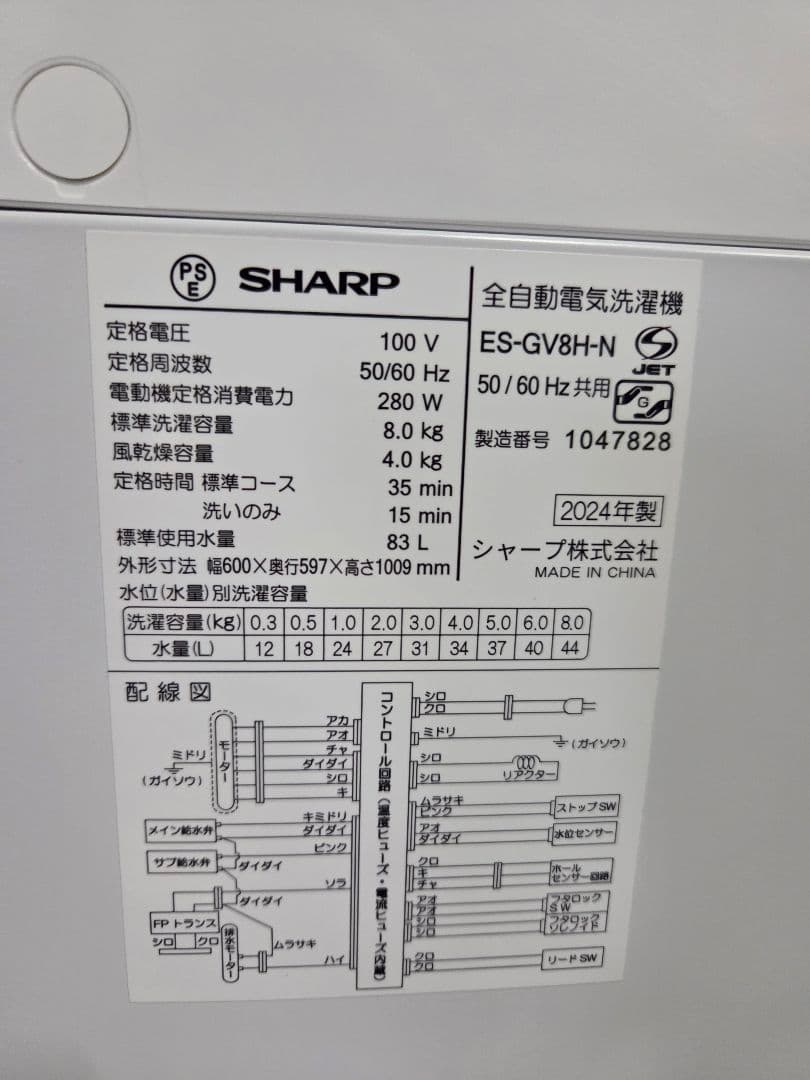 PS
E
SHARP
定格電圧 100 V
定格周波数 50/60 Hz
電動機定格消費電力 280 W
標準洗濯容量 8.0 kg
風乾燥容量 4.0 kg
定格時間 標準コース 35 min
洗いのみ 15 min
標準使用水量 83 L
外形寸法 幅600×奥行597×高さ1009 mm
全自動電気洗濯機
ES-GV8H-N
JET
50/60 Hz 共用
G
製造番号 1047828
2024年製
シャープ株式会社
MADE IN CHINA
水位(水量)別洗濯容量
洗濯容量(kg) 0.3 0.5 1.0 2.0 3.0 4.0 5.0 6.0 8.0
水量(L) 12 18 24 27 31 34 37 40 44
配線図
モーター
ミドリ
(ガイソウ)
アカ
アオ
チャ
ダイダイ
シロ
キ
メイン給水弁
サブ給水弁
キミドリ
ダイダイ
ピンク
ダイダイ
ソラ
ダイダイ
FPトランス
シロ クロ
排水モーター
ムラサキ
ハイ
コントロール回路(温度ヒューズ・電流ヒューズ内蔵)
シロ
クロ
ミドリ
(ガイソウ)
シロ
シロ
リアクター
ムラサキ
ピンク
ストップSW
アオ
ダイダイ
水位センサー
クロ
キ
チャ
ホール
センサー回路
アオ
アオ
フタロック
SW
シロ
シロ
フタロック
ソレノイド
クロ
クロ
リードSW